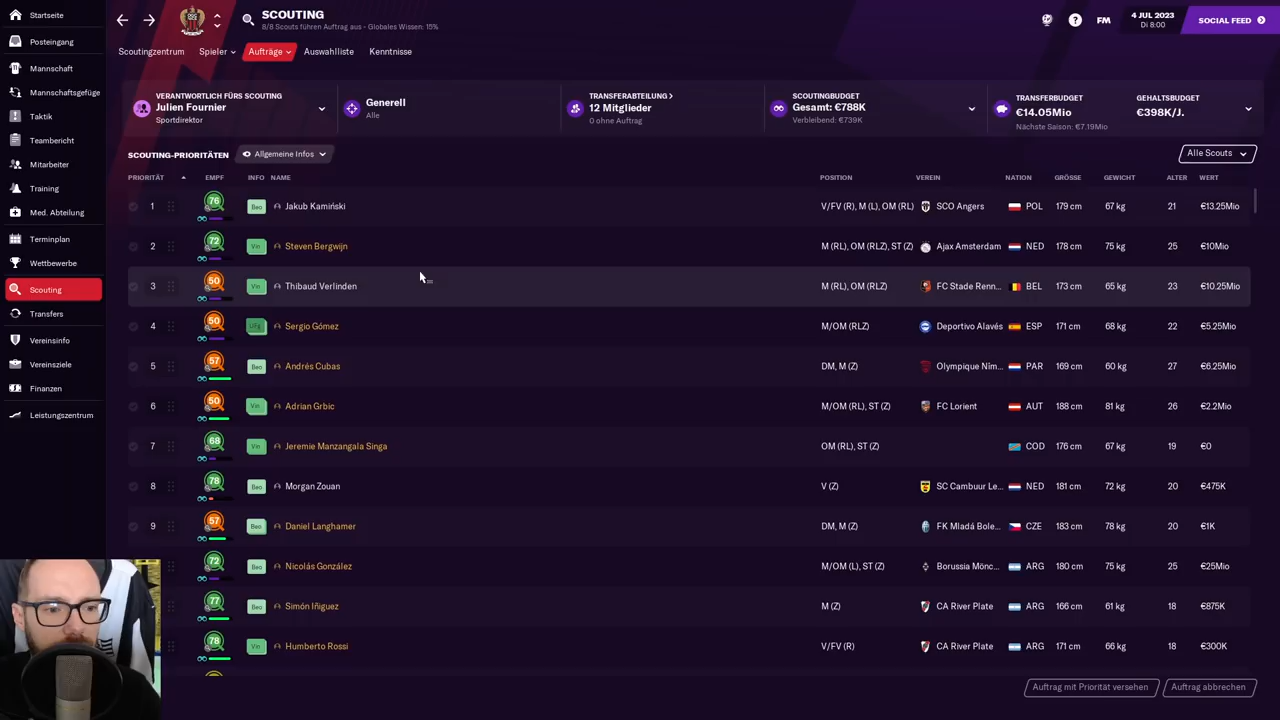 Startseite
Posteingang
Mannschaft
Mannschaftsgefüge
Taktik
Teambericht
Mitarbeiter
Training
Med. Abteilung
Terminplan
Wettbewerbe
Scouting
Transfers
Vereinsinfo
Vereinsziele
Finanzen
Leistungszentrum
SCOUTING
8/8 Scouts führen Auftrag aus - Globales Wissen: 15%
FM
4 JUL 2023
Di 8:00
SOCIAL FEED
Scoutingzentrum Spieler Aufträge Auswahlliste Kenntnisse
VERANTWORTLICH FÜRS SCOUTING
Julien Fournier
Sportdirektor
Generell
Alle
TRANSFERABTEILUNG >
12 Mitglieder
0 ohne Auftrag
SCOUTINGBUDGET
Gesamt: €788K
Verbleibend: €739K
TRANSFERBUDGET
€14.05Mio
Nächste Saison: €7.19Mio
GEHALTSBUDGET
€398K/J.
SCOUTING-PRIORITÄTEN Allgemeine Infos Alle Scouts
PRIORITÄT EMPF INFO NAME POSITION VEREIN NATION GRÖSSE GEWICHT ALTER WERT
1 76 Beo Jakub Kamiński V/FV (R), M (L), OM (RL) SCO Angers POL 179 cm 67 kg 21 €13.25Mio
2 72 Vin Steven Bergwijn M (RL), OM (RLZ), ST (Z) Ajax Amsterdam NED 178 cm 75 kg 25 €10Mio
3 50 Vin Thibaud Verlinden M (RL), OM (RLZ) FC Stade Renn... BEL 173 cm 65 kg 23 €10.25Mio
4 50 Ufg Sergio Gómez M/OM (RLZ) Deportivo Alavés ESP 171 cm 68 kg 22 €5.25Mio
5 57 Beo Andrés Cubas DM, M (Z) Olympique Nîm... PAR 169 cm 60 kg 27 €6.25Mio
6 50 Vin Adrian Grbic M/OM (RL), ST (Z) FC Lorient AUT 188 cm 81 kg 26 €2.2Mio
7 68 Vin Jeremie Manzangala Singa OM (RL), ST (Z) COD 176 cm 67 kg 19 €0
8 78 Beo Morgan Zouan V (Z) SC Cambuur Le... NED 181 cm 72 kg 20 €475K
9 57 Beo Daniel Langhamer DM, M (Z) FK Mladá Bole... CZE 183 cm 78 kg 20 €1K
72 Beo Nicolás González M/OM (L), ST (Z) Borussia Mönc... ARG 180 cm 75 kg 25 €25Mio
77 Beo Simón Iñiguez M (Z) CA River Plate ARG 166 cm 61 kg 18 €875K
78 Vin Humberto Rossi V/FV (R) CA River Plate ARG 171 cm 66 kg 18 €300K
Auftrag mit Priorität versehen Auftrag abbrechen